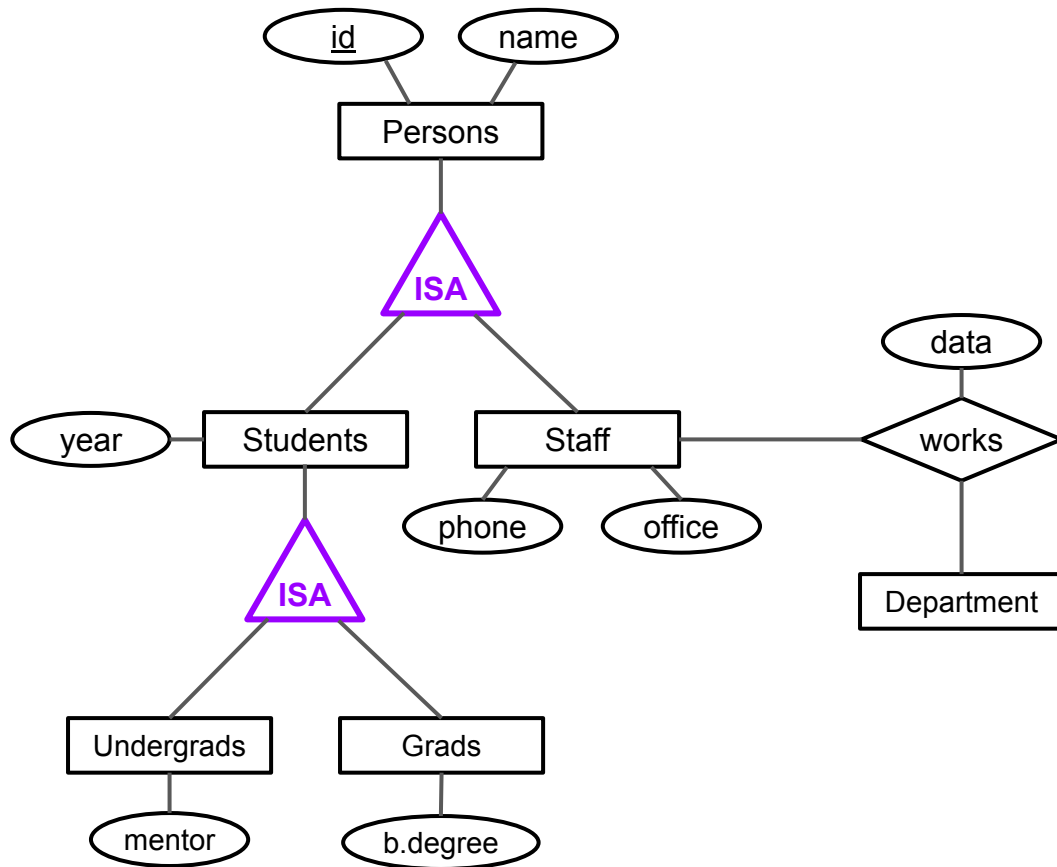 id
name
Persons
ISA
data
year
Students
Staff
works
phone
office
ISA
Department
Undergrads
Grads
mentor
b.degree